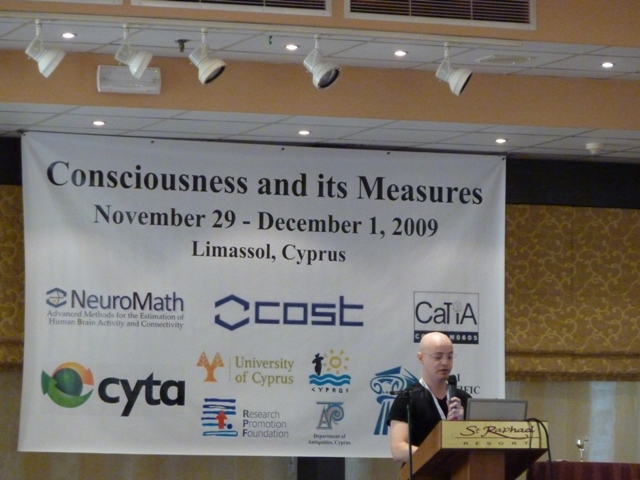 Consciousness and its Measures
November 29 - December 1, 2009
Limassol, Cyprus
NeuroMath
Advanced Methods for the Estimation of
Human Brain Activity and Connectivity
cost
CaTiA
cyta
University
of Cyprus
CYPRUS
Research
Promotion
Foundation
Department of
Antiquities, Cyprus
St Raphael
RESORT